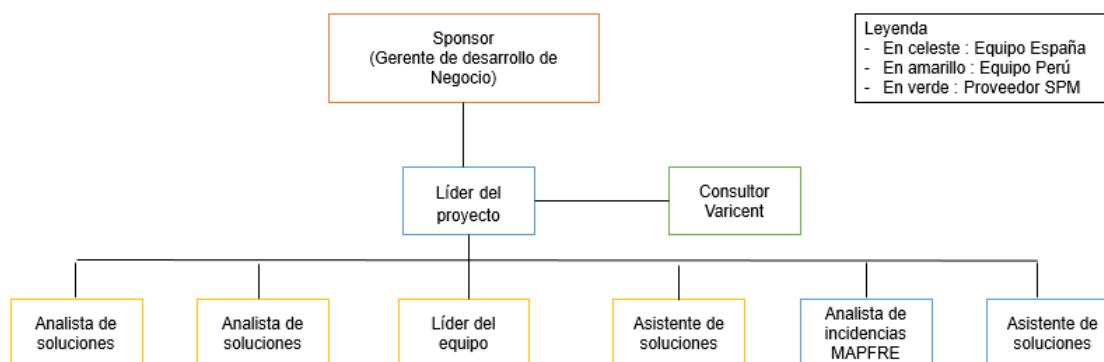 Sponsor
(Gerente de desarrollo de
Negocio)
Leyenda
- En celeste : Equipo España
- En amarillo : Equipo Perú
- En verde : Proveedor SPM
Líder del
proyecto
Consultor
Varicent
Analista de
soluciones
Analista de
soluciones
Líder del
equipo
Asistente de
soluciones
Analista de
incidencias
MAPFRE
Asistente de
soluciones